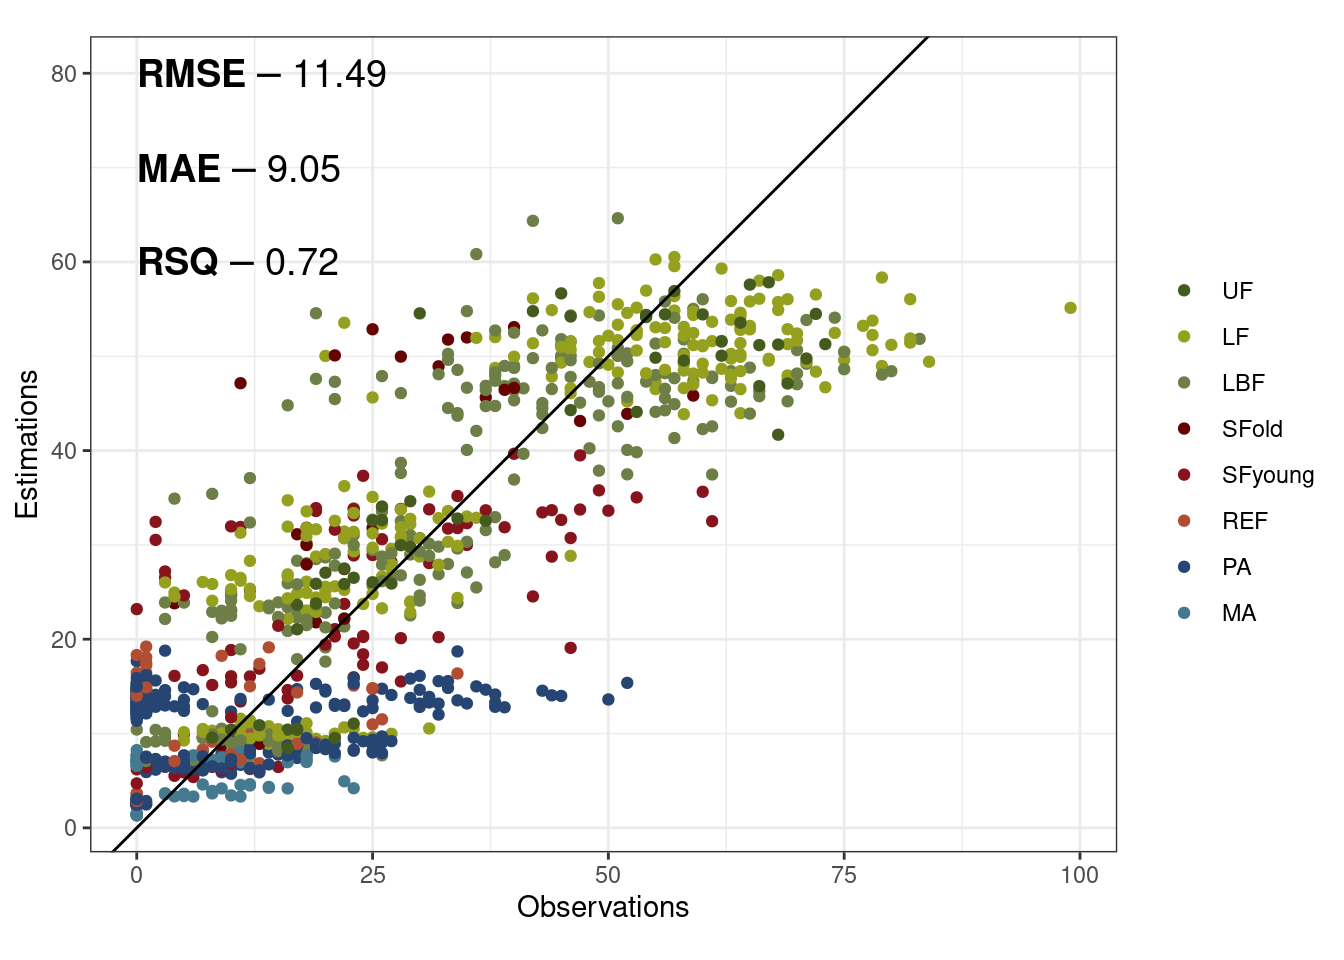 RMSE – 11.49
MAE – 9.05
RSQ – 0.72
80
60
40
20
0
Estimations
0 25 50 75 100
Observations
UF
LF
LBF
SFold
SFyoung
REF
PA
MA